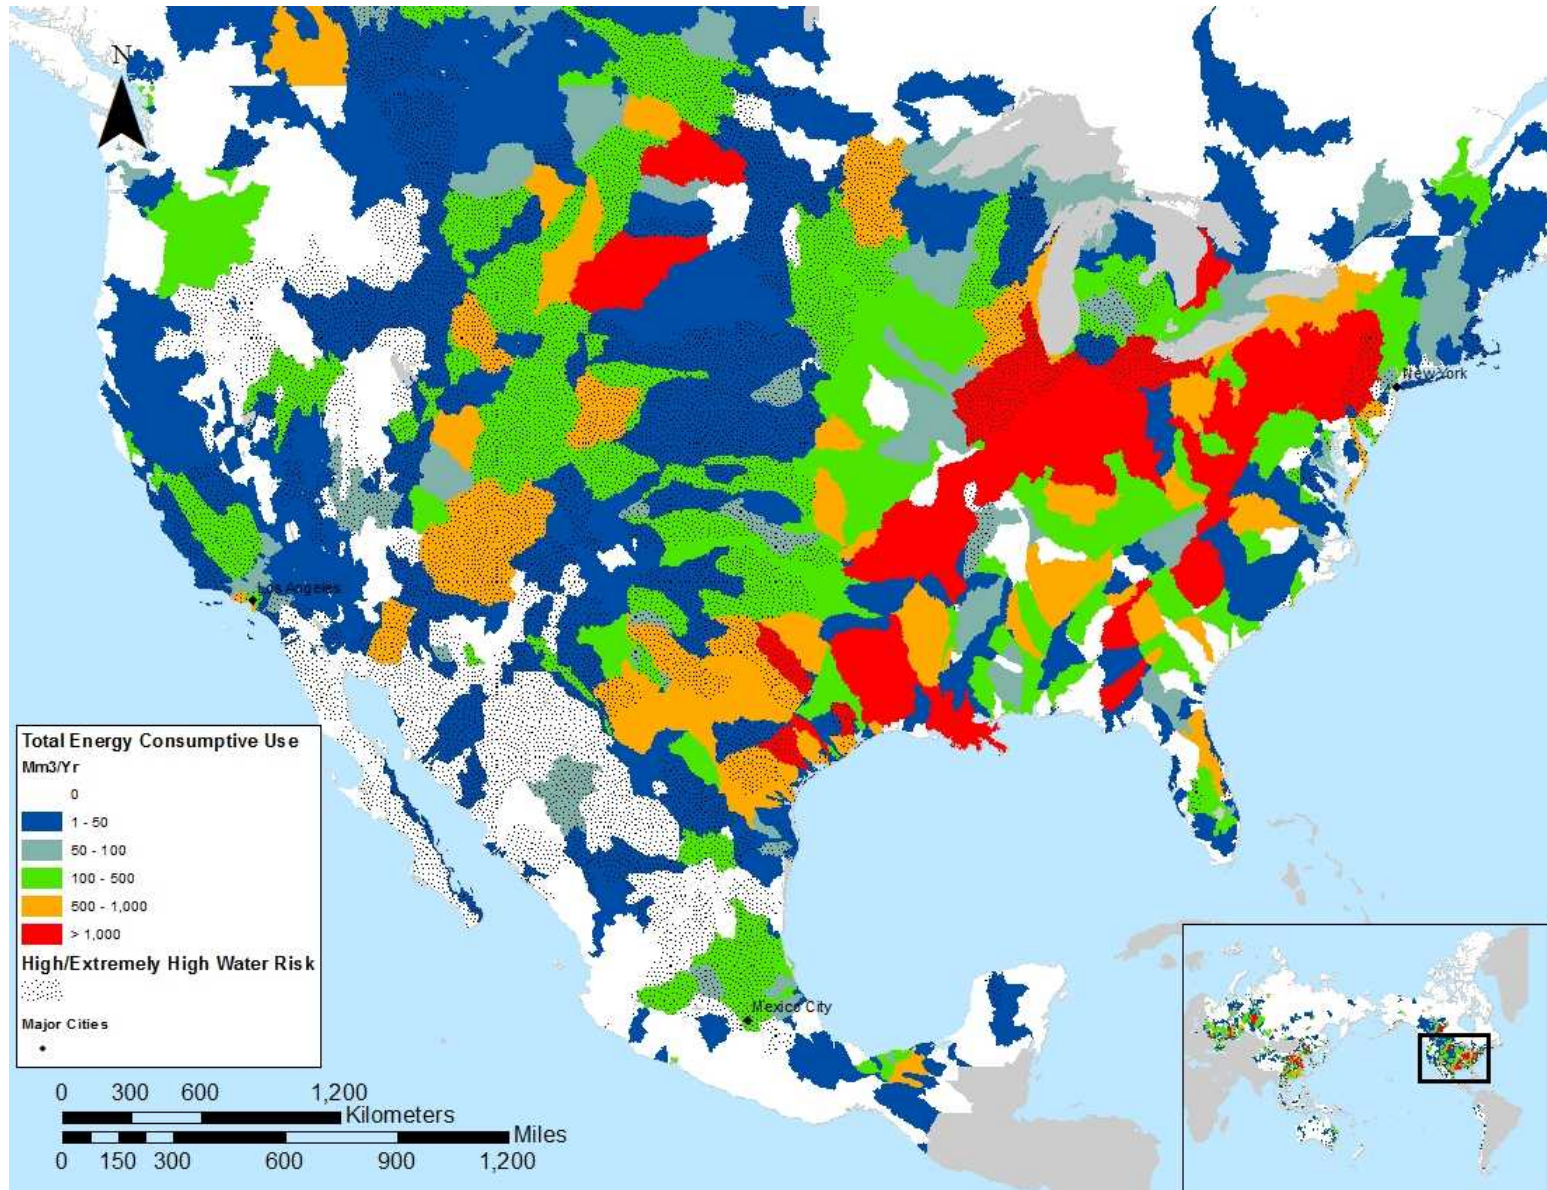 N
New York
Los Angeles
Total Energy Consumptive Use
Mm3/Yr
0
1 - 50
50 - 100
100 - 500
500 - 1,000
> 1,000
High/Extremely High Water Risk
Major Cities
Mexico City
0 300 600 1,200
Kilometers
Miles
0 150 300 600 900 1,200